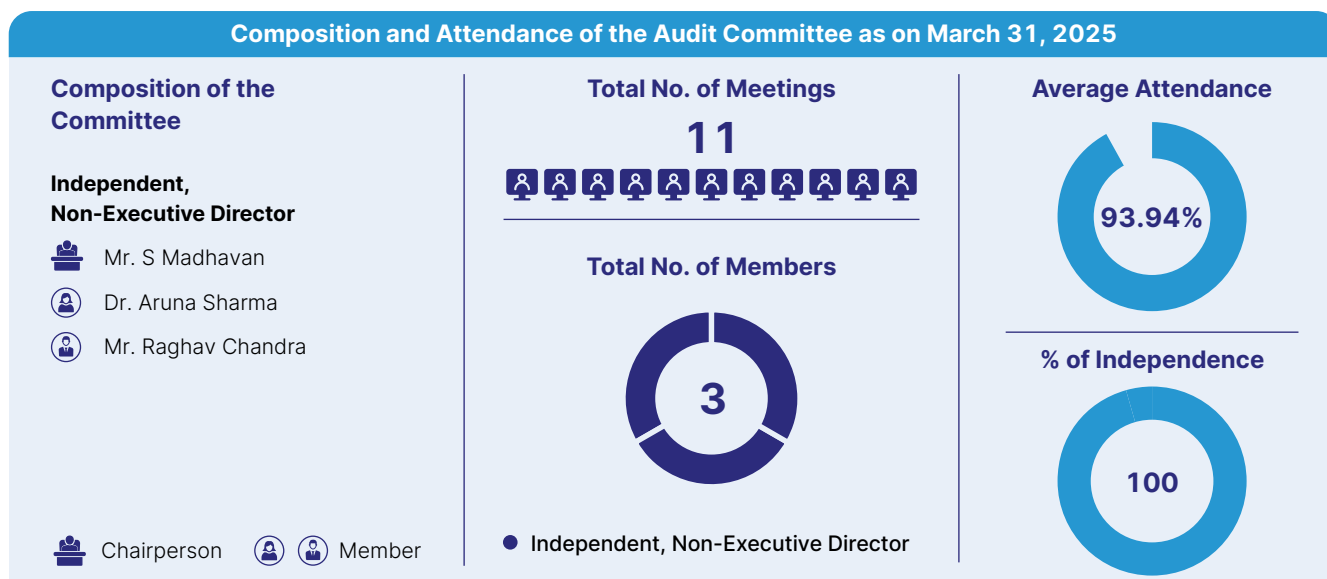 Composition and Attendance of the Audit Committee as on March 31, 2025
Composition of the
Committee
Independent,
Non-Executive Director
Mr. S Madhavan
Dr. Aruna Sharma
Mr. Raghav Chandra
Chairperson
Member
Total No. of Meetings
11
Total No. of Members
3
Independent, Non-Executive Director
Average Attendance
93.94%
% of Independence
100